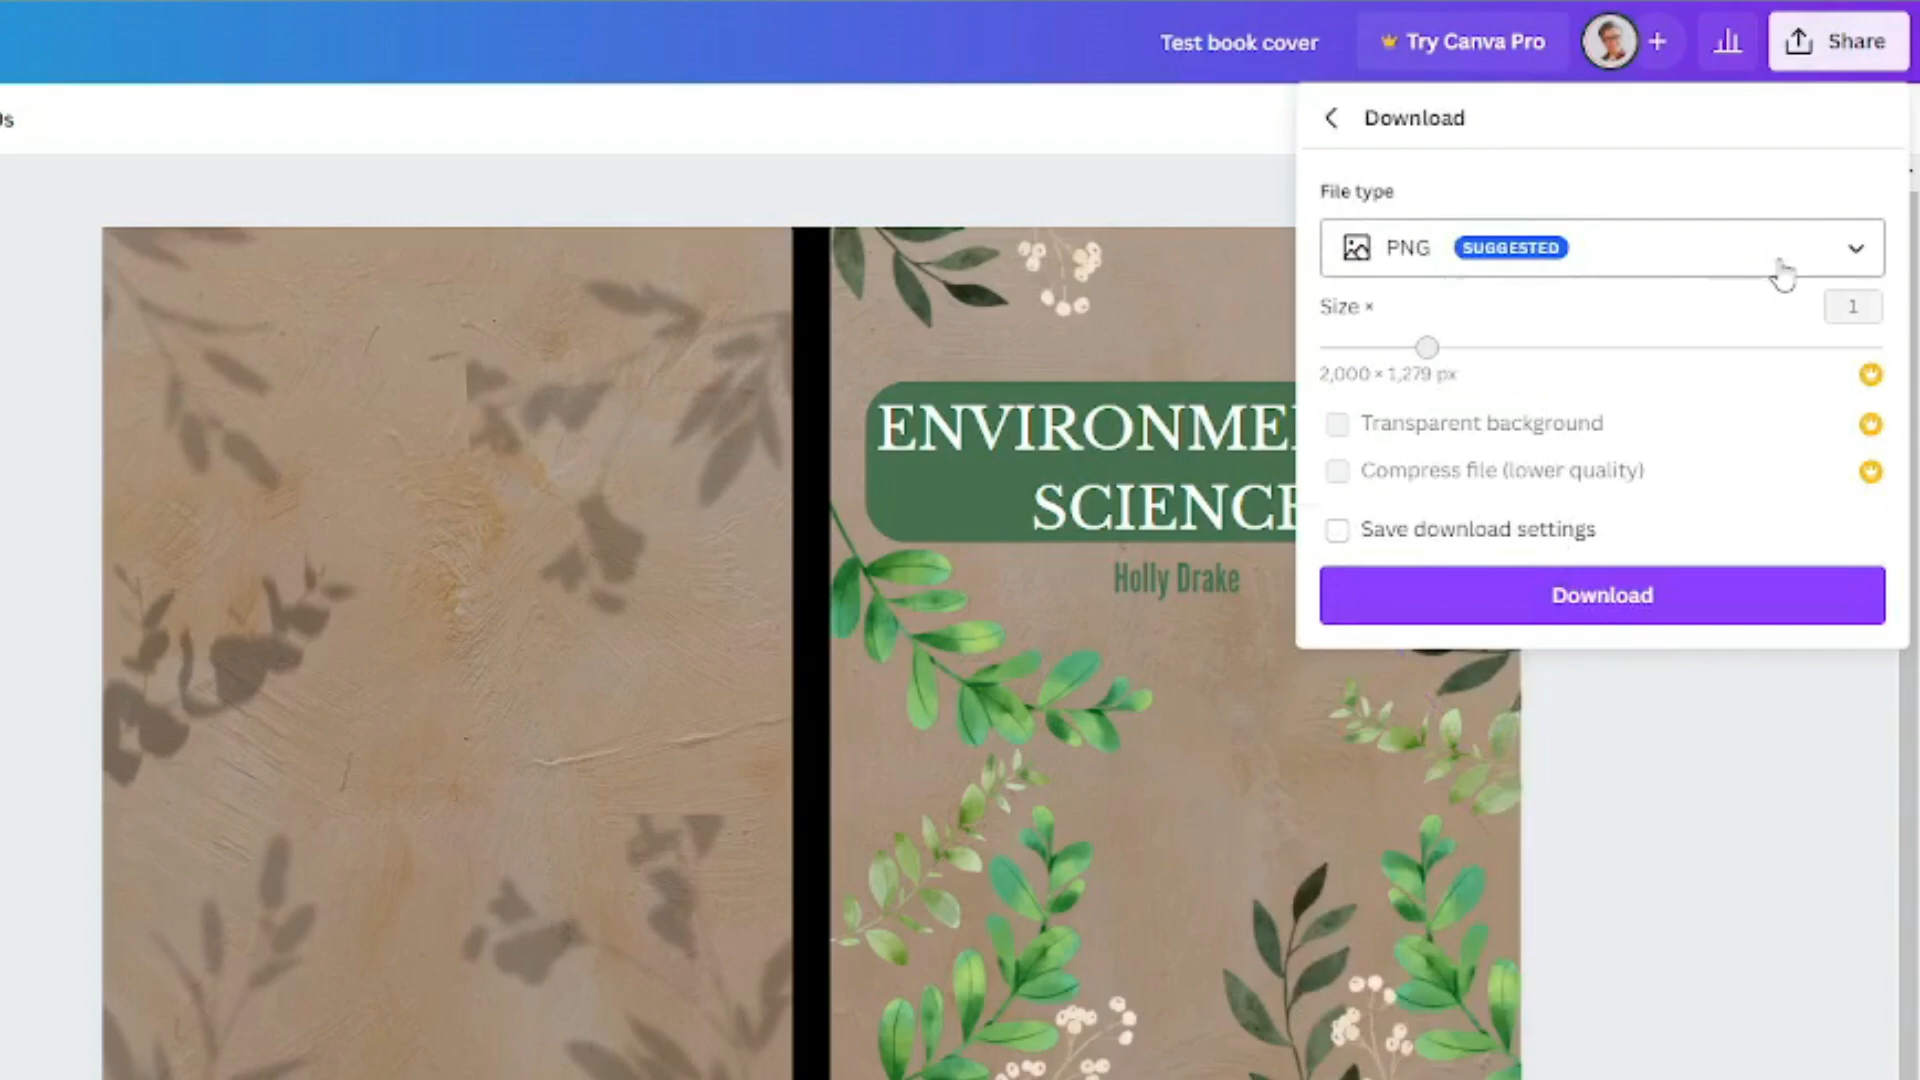 Test book cover
Try Canva Pro
+
Share
Download
File type
PNG SUGGESTED
Size × 1
2,000 × 1,279 px
Transparent background
Compress file (lower quality)
Save download settings
Download
ENVIRONME
SCIENC
Holly Drake